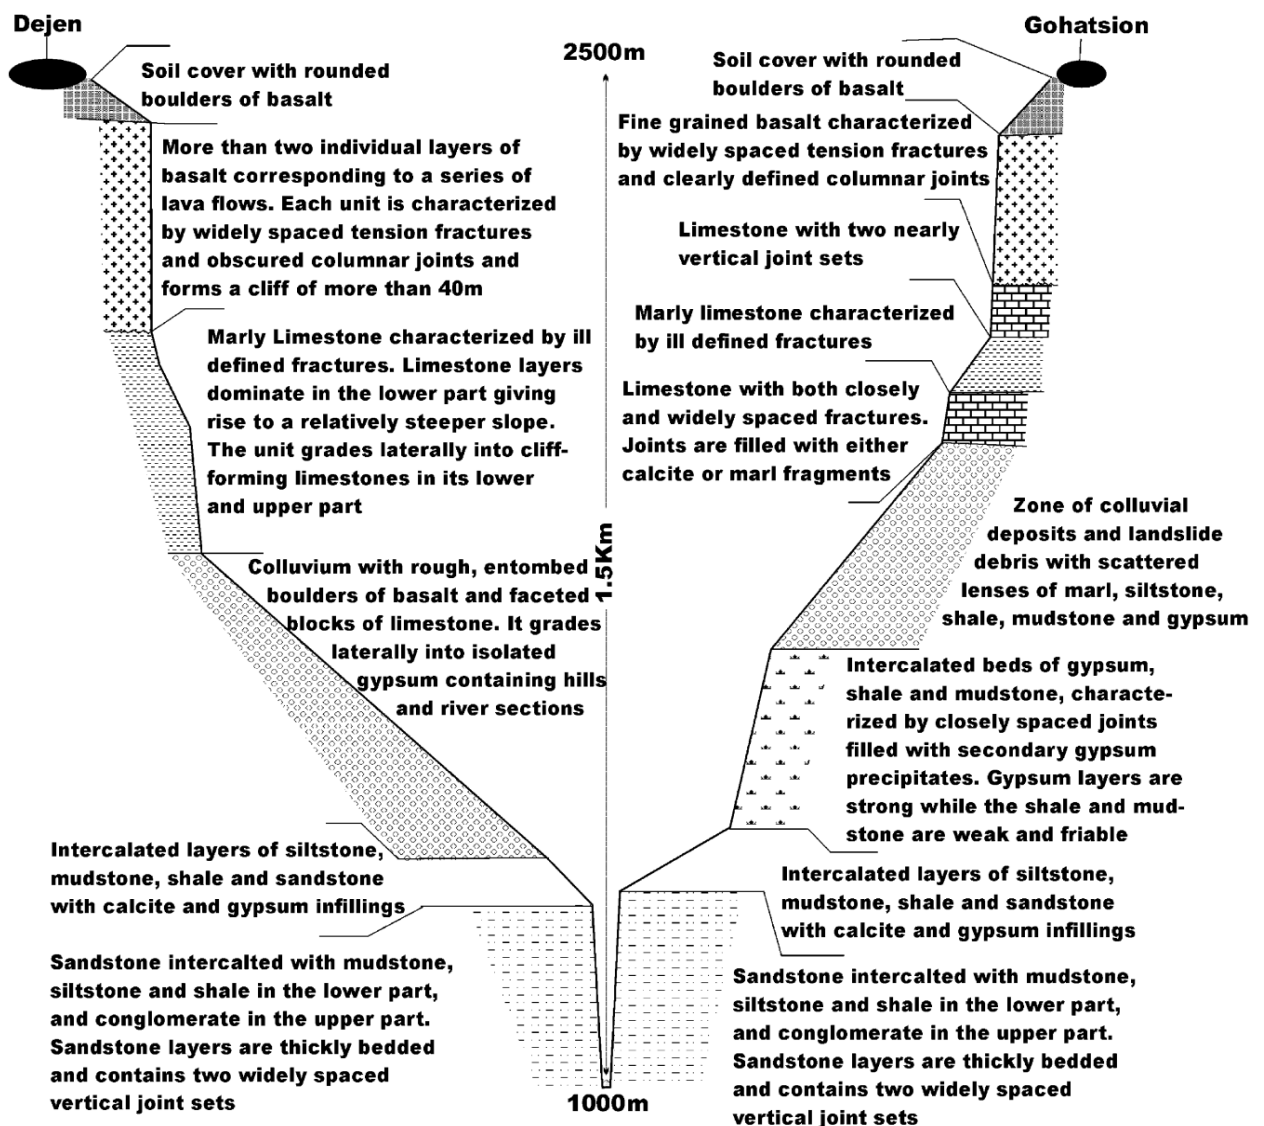 Dejen
Soil cover with rounded
boulders of basalt
More than two individual layers of
basalt corresponding to a series of
lava flows. Each unit is characterized
by widely spaced tension fractures
and obscured columnar joints and
forms a cliff of more than 40m
Marly Limestone characterized by ill
defined fractures. Limestone layers
dominate in the lower part giving
rise to a relatively steeper slope.
The unit grades laterally into cliff-
forming limestones in its lower
and upper part
Colluvium with rough, entombed
boulders of basalt and faceted
blocks of limestone. It grades
laterally into isolated
gypsum containing hills
and river sections
Intercalated layers of siltstone,
mudstone, shale and sandstone
with calcite and gypsum infillings
Sandstone intercalted with mudstone,
siltstone and shale in the lower part,
and conglomerate in the upper part.
Sandstone layers are thickly bedded
and contains two widely spaced
vertical joint sets
2500m
1.5Km
1000m
Gohatsion
Soil cover with rounded
boulders of basalt
Fine grained basalt characterized
by widely spaced tension fractures
and clearly defined columnar joints
Limestone with two nearly
vertical joint sets
Marly limestone characterized
by ill defined fractures
Limestone with both closely
and widely spaced fractures.
Joints are filled with either
calcite or marl fragments
Zone of colluvial
deposits and landslide
debris with scattered
lenses of marl, siltstone,
shale, mudstone and gypsum
Intercalated beds of gypsum,
shale and mudstone, characte-
rized by closely spaced joints
filled with secondary gypsum
precipitates. Gypsum layers are
strong while the shale and mud-
stone are weak and friable
Intercalated layers of siltstone,
mudstone, shale and sandstone
with calcite and gypsum infillings
Sandstone intercalted with mudstone,
siltstone and shale in the lower part,
and conglomerate in the upper part.
Sandstone layers are thickly bedded
and contains two widely spaced
vertical joint sets